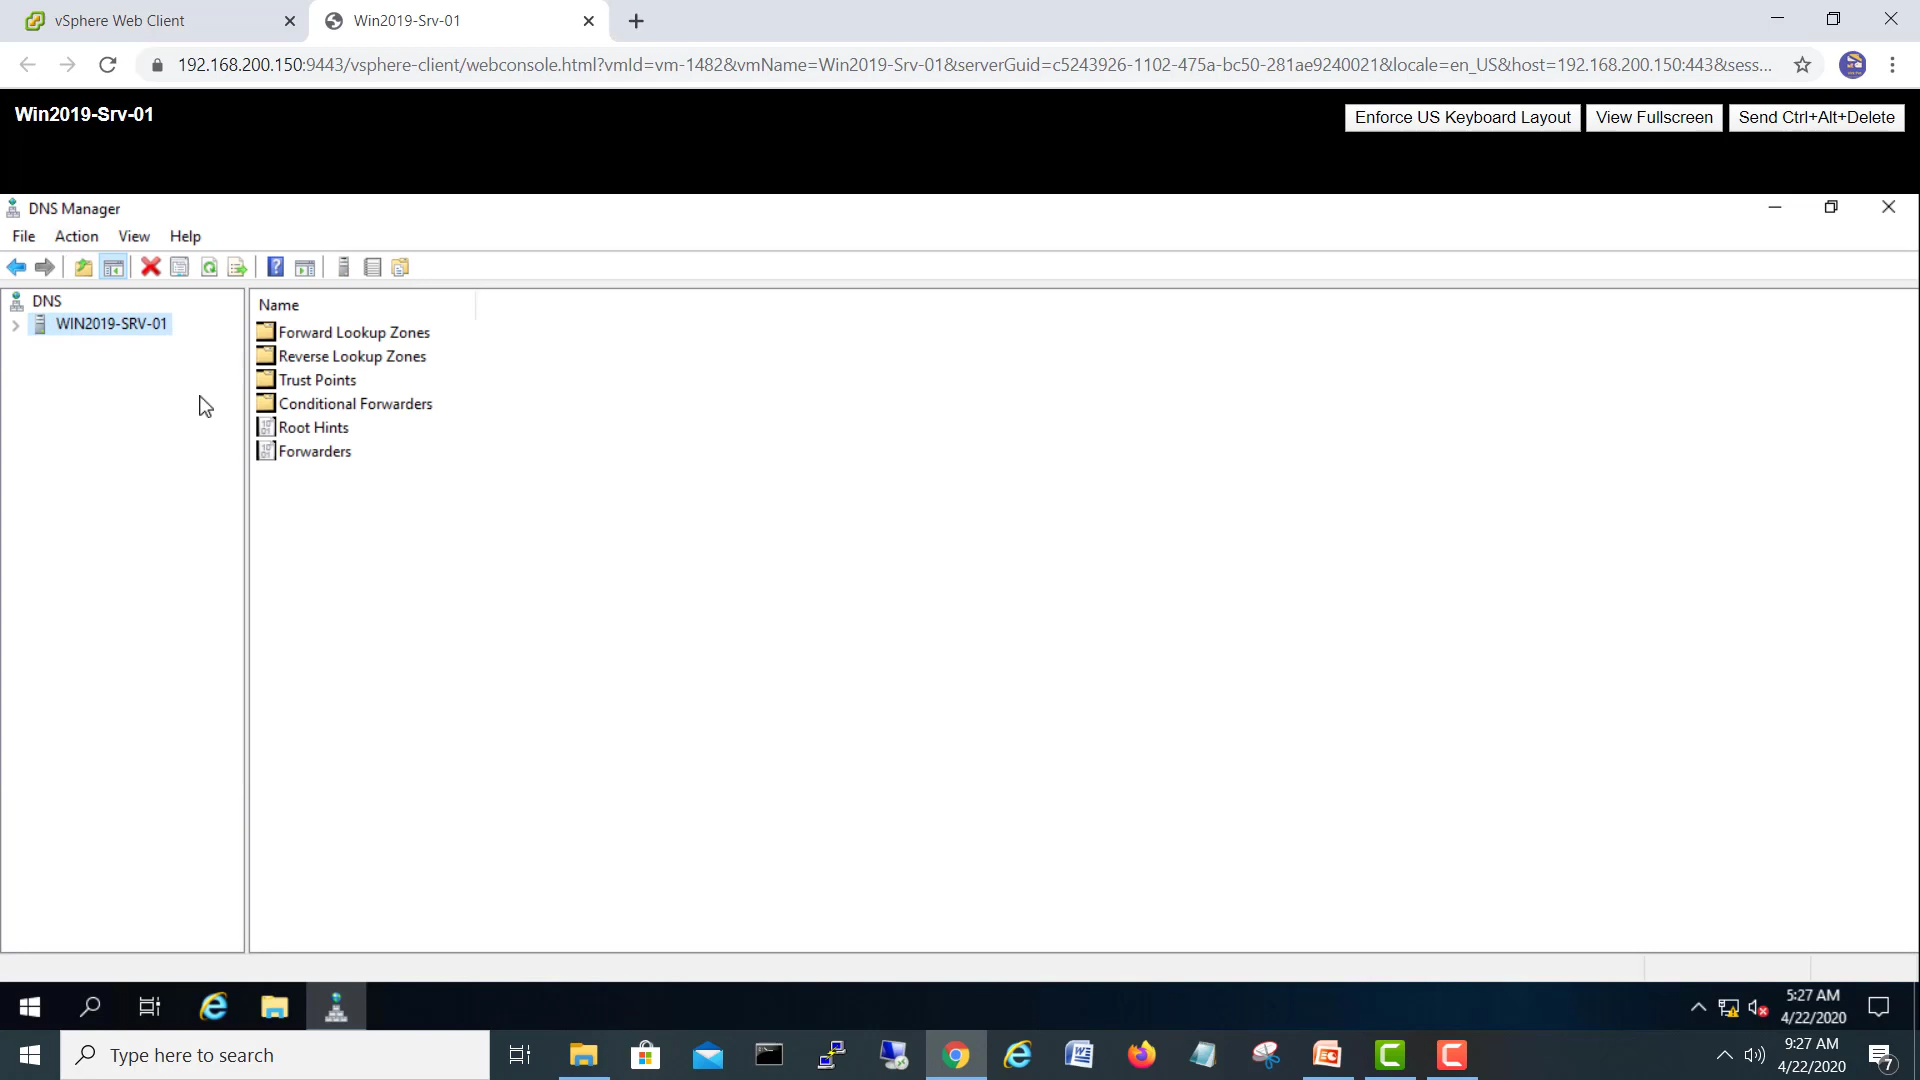 vSphere Web Client
Win2019-Srv-01
192.168.200.150:9443/vsphere-client/webconsole.html?vmId=vm-1482&vmName=Win2019-Srv-01&serverGuid=c5243926-1102-475a-bc50-281ae9240021&locale=en_US&host=192.168.200.150:443&sess...
Win2019-Srv-01
Enforce US Keyboard Layout
View Fullscreen
Send Ctrl+Alt+Delete
DNS Manager
File Action View Help
DNS
WIN2019-SRV-01
Name
Forward Lookup Zones
Reverse Lookup Zones
Trust Points
Conditional Forwarders
Root Hints
Forwarders
5:27 AM
4/22/2020
Type here to search
9:27 AM
4/22/2020
7